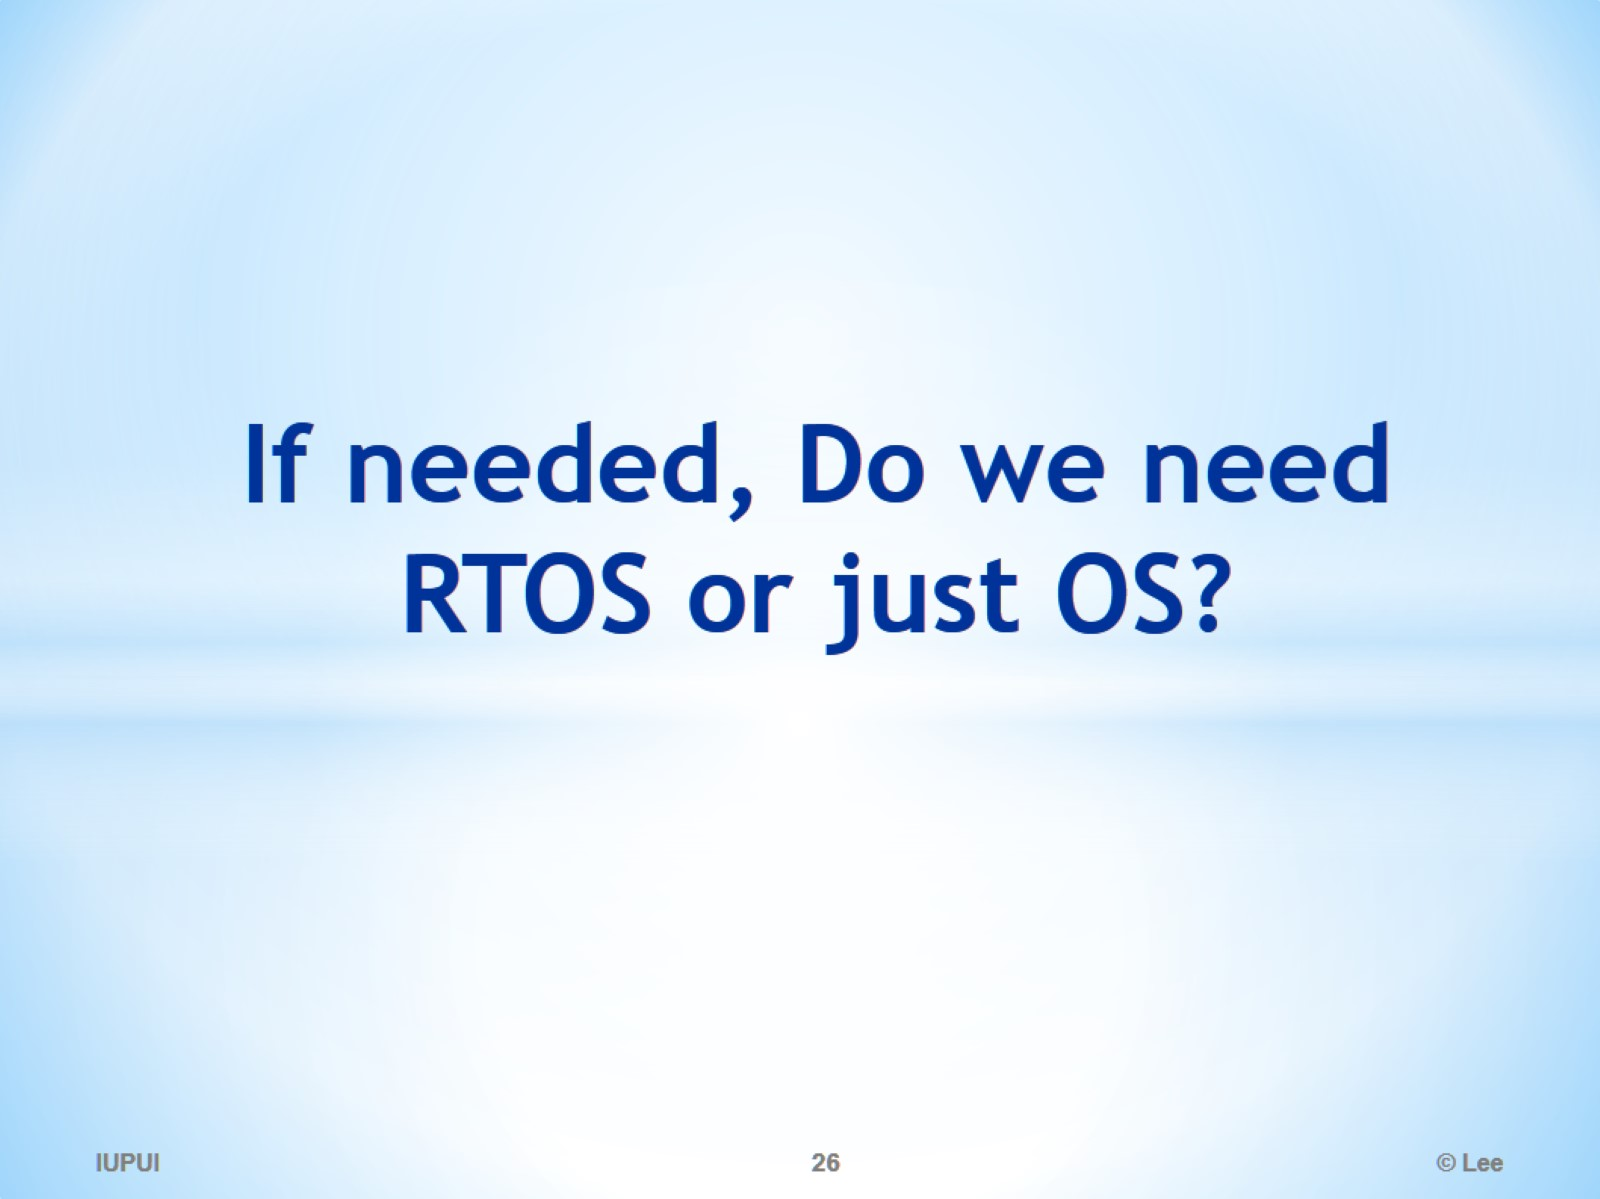 If needed, Do we need
RTOS or just OS?
IUPUI
26
© Lee